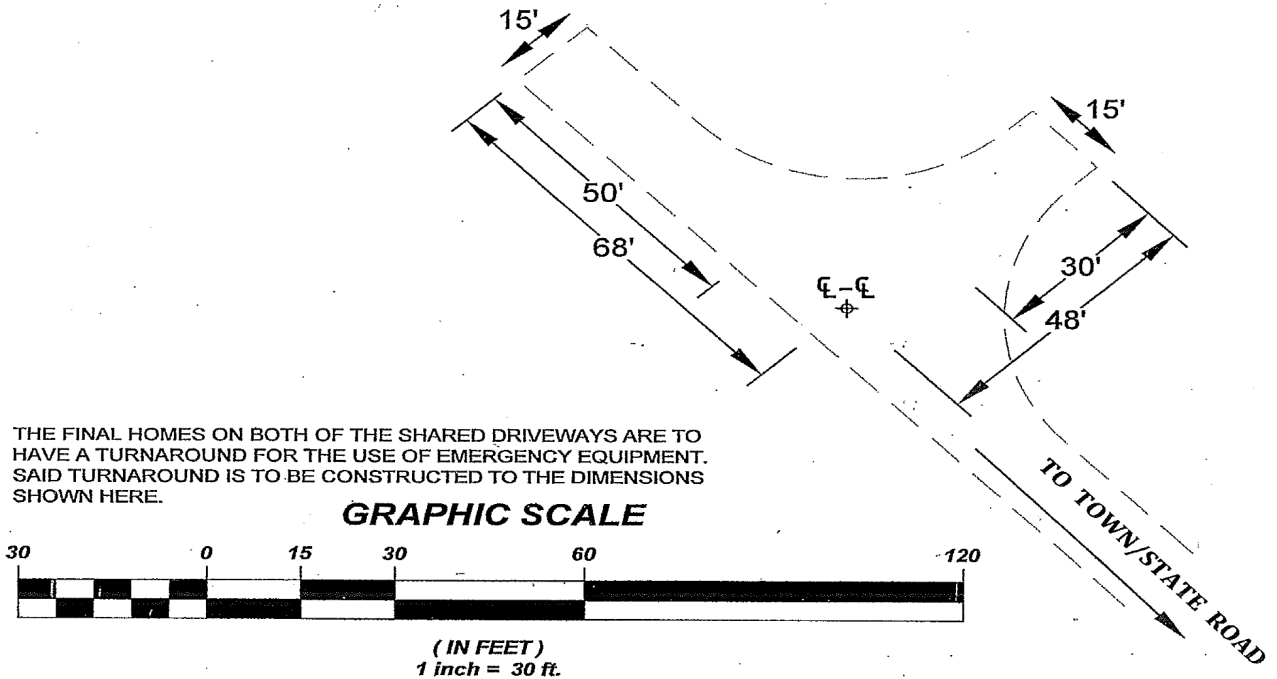 15'
15'
50'
68'
30'
48'
℄-℄
THE FINAL HOMES ON BOTH OF THE SHARED DRIVEWAYS ARE TO
HAVE A TURNAROUND FOR THE USE OF EMERGENCY EQUIPMENT.
SAID TURNAROUND IS TO BE CONSTRUCTED TO THE DIMENSIONS
SHOWN HERE.
TO TOWN/STATE ROAD
GRAPHIC SCALE
30 0 15 30 60 120
( IN FEET )
1 inch = 30 ft.